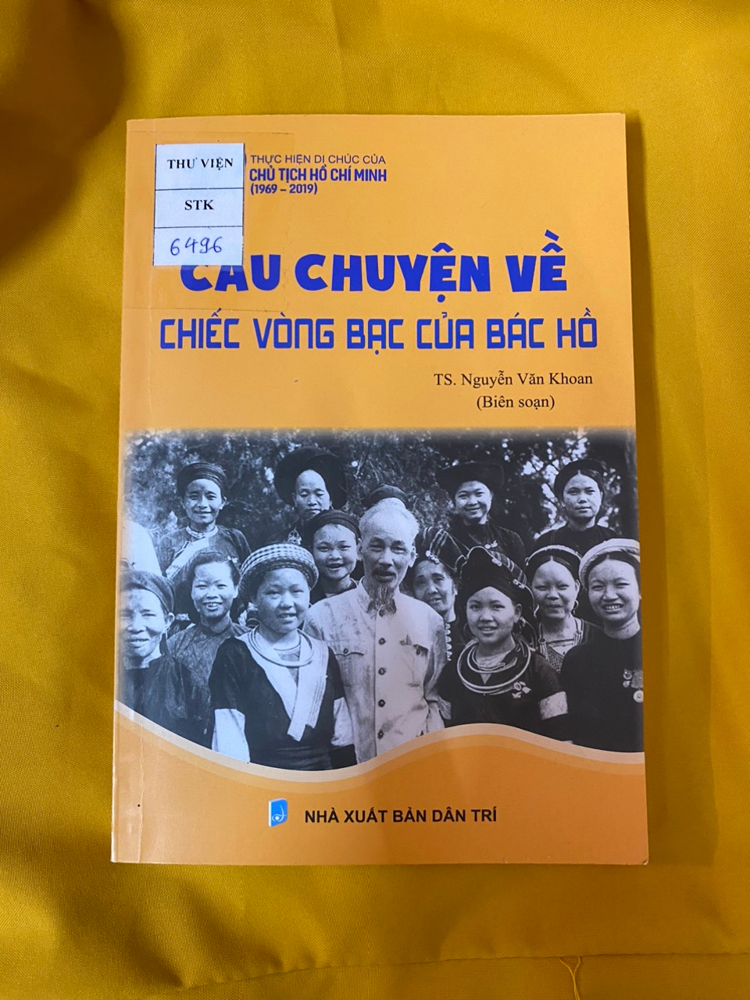 THƯ VIỆN
STK
6496
THỰC HIỆN DI CHÚC CỦA
CHỦ TỊCH HỒ CHÍ MINH
(1969 – 2019)
CÂU CHUYỆN VỀ
CHIẾC VÒNG BẠC CỦA BÁC HỒ
TS. Nguyễn Văn Khoan
(Biên soạn)
NHÀ XUẤT BẢN DÂN TRÍ